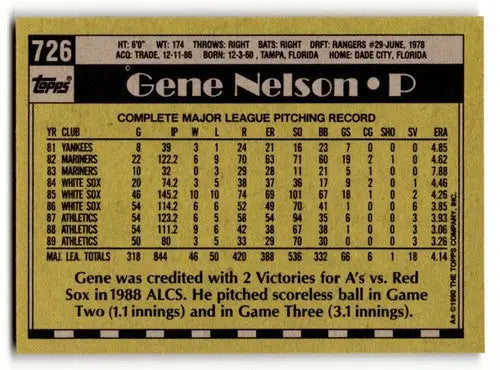 726
HT: 6'0" WT: 174 THROWS: RIGHT BATS: RIGHT DRFT: RANGERS #29-JUNE, 1978
ACQ: TRADE, 12-11-86 BORN: 12-3-60, TAMPA, FLORIDA HOME: DADE CITY, FLORIDA
Topps Gene Nelson • P
COMPLETE MAJOR LEAGUE PITCHING RECORD
YR CLUB G IP W L R ER SO BB GS CG SHO SV ERA
81 YANKEES 8 39 3 1 24 21 16 23 7 0 0 0 4.85
82 MARINERS 22 122.2 6 9 70 63 71 60 19 2 1 0 4.62
83 MARINERS 10 32 0 3 29 28 11 21 5 1 0 0 7.88
84 WHITE SOX 20 74.2 3 5 38 37 36 17 9 2 0 1 4.46
85 WHITE SOX 46 145.2 10 10 74 69 101 67 18 1 0 2 4.26
86 WHITE SOX 54 114.2 6 6 52 49 70 41 1 0 0 6 3.85
87 ATHLETICS 54 123.2 6 5 58 54 94 35 6 0 0 3 3.93
88 ATHLETICS 54 111.2 9 6 42 38 67 38 1 0 0 3 3.06
89 ATHLETICS 50 80 3 5 33 29 70 30 0 0 0 3 3.26
MAJ. LEA. TOTALS 318 844 46 50 420 388 536 332 66 6 1 18 4.14
Gene was credited with 2 Victories for A's vs. Red
Sox in 1988 ALCS. He pitched scoreless ball in Game
Two (1.1 innings) and in Game Three (3.1 innings).
A* © 1990 THE TOPPS COMPANY, INC.